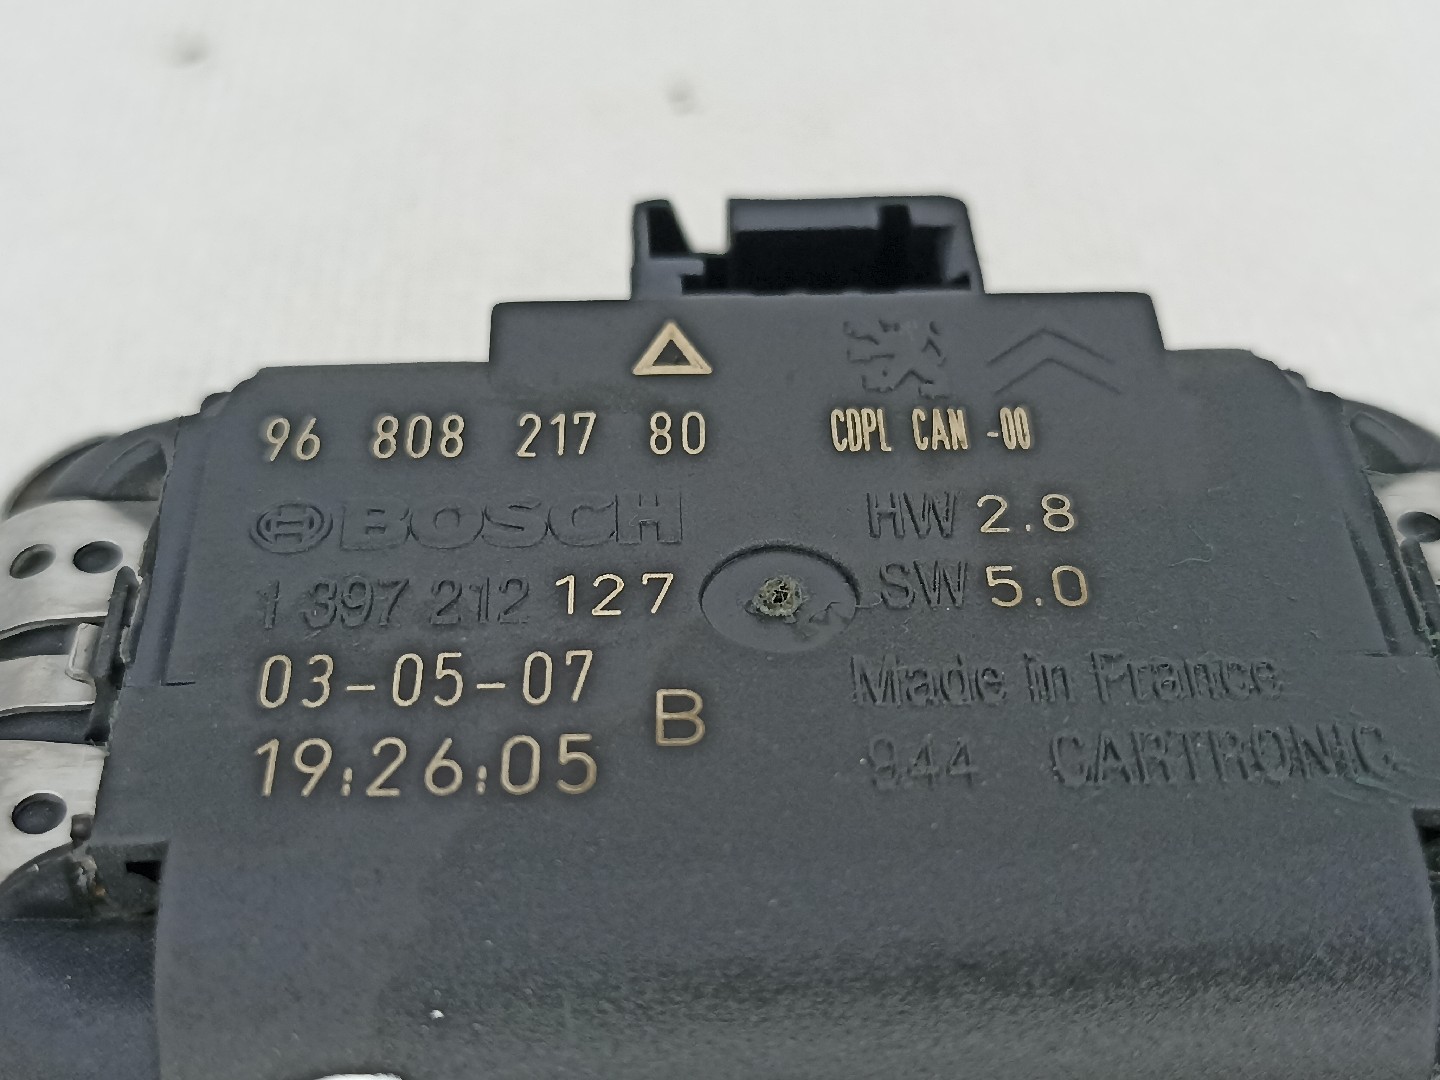 96 808 217 80 CDPL CAN -00
BOSCH HW 2.8
1 397 212 127 SW 5.0
03-05-07 B Made in France
19:26:05 944 CARTRONIC